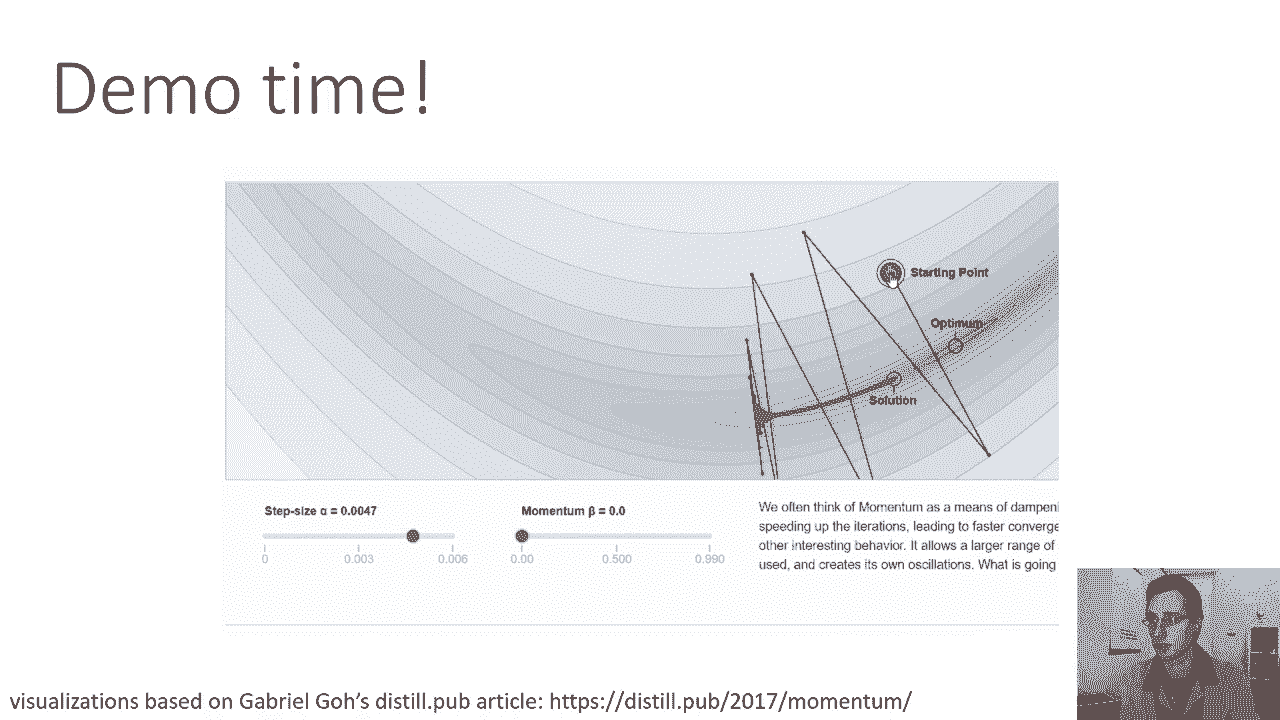 Demo time!
Starting Point
Optimum
Solution
Step-size α = 0.0047
Momentum β = 0.0
0
0.003
0.006
0.00
0.500
0.990
We often think of Momentum as a means of dampeni
speeding up the iterations, leading to faster converge
other interesting behavior. It allows a larger range of
used, and creates its own oscillations. What is going
visualizations based on Gabriel Goh’s distill.pub article: https://distill.pub/2017/momentum/